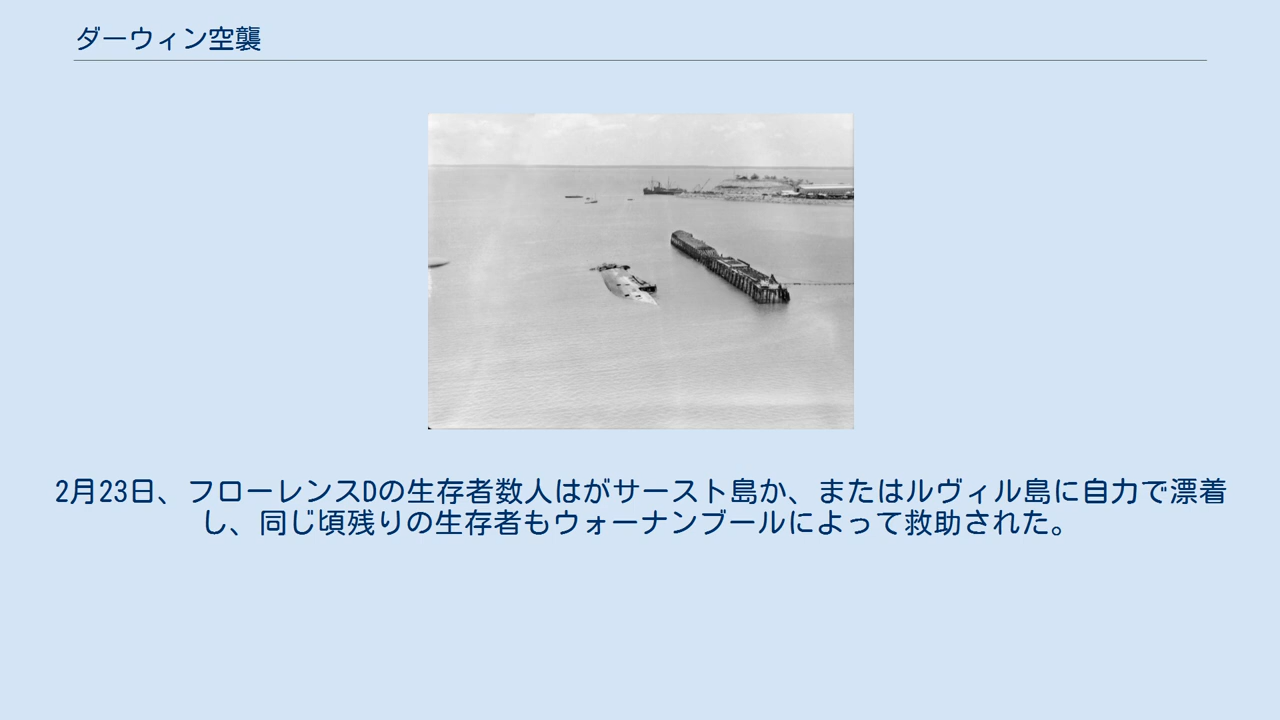 ダーウィン空襲
2月23日、フローレンスDの生存者数人はがサースト島か、またはルヴィル島に自力で漂着
し、同じ頃残りの生存者もウォーナンブールによって救助された。